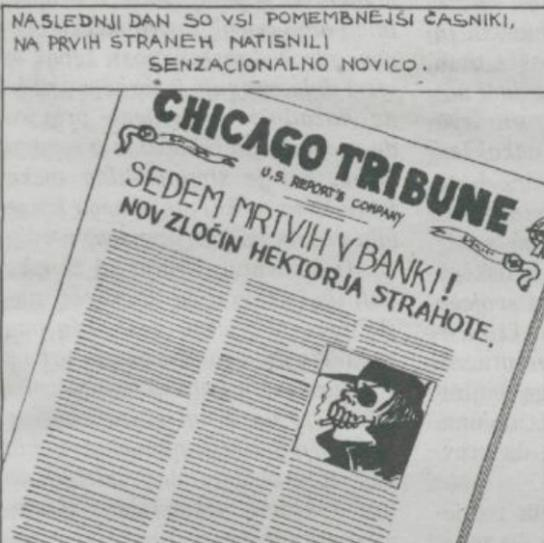 NASLEDNJI DAN SO VSI POMEMBNEJŠI ČASNIKI,
NA PRVIH STRANEH NATISNILI
SENZACIONALNO NOVICO.
CHICAGO TRIBUNE
U.S. REPORT'S COMPANY
SEDEM MRTVIH V BANKI!
NOV ZLOČIN HEKTORJA STRAHOTE.